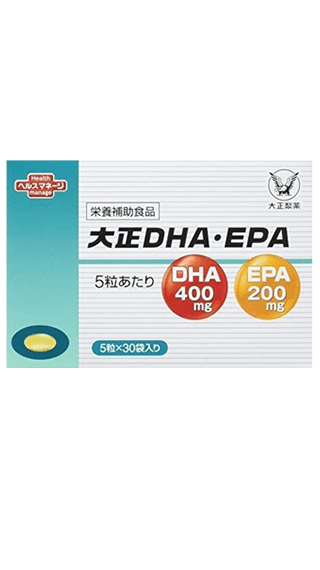 Health
ヘルスマネージ
manage
大正製薬
栄養補助食品
大正DHA・EPA
5粒あたり
DHA
400
mg
EPA
200
mg
5粒×30袋入り